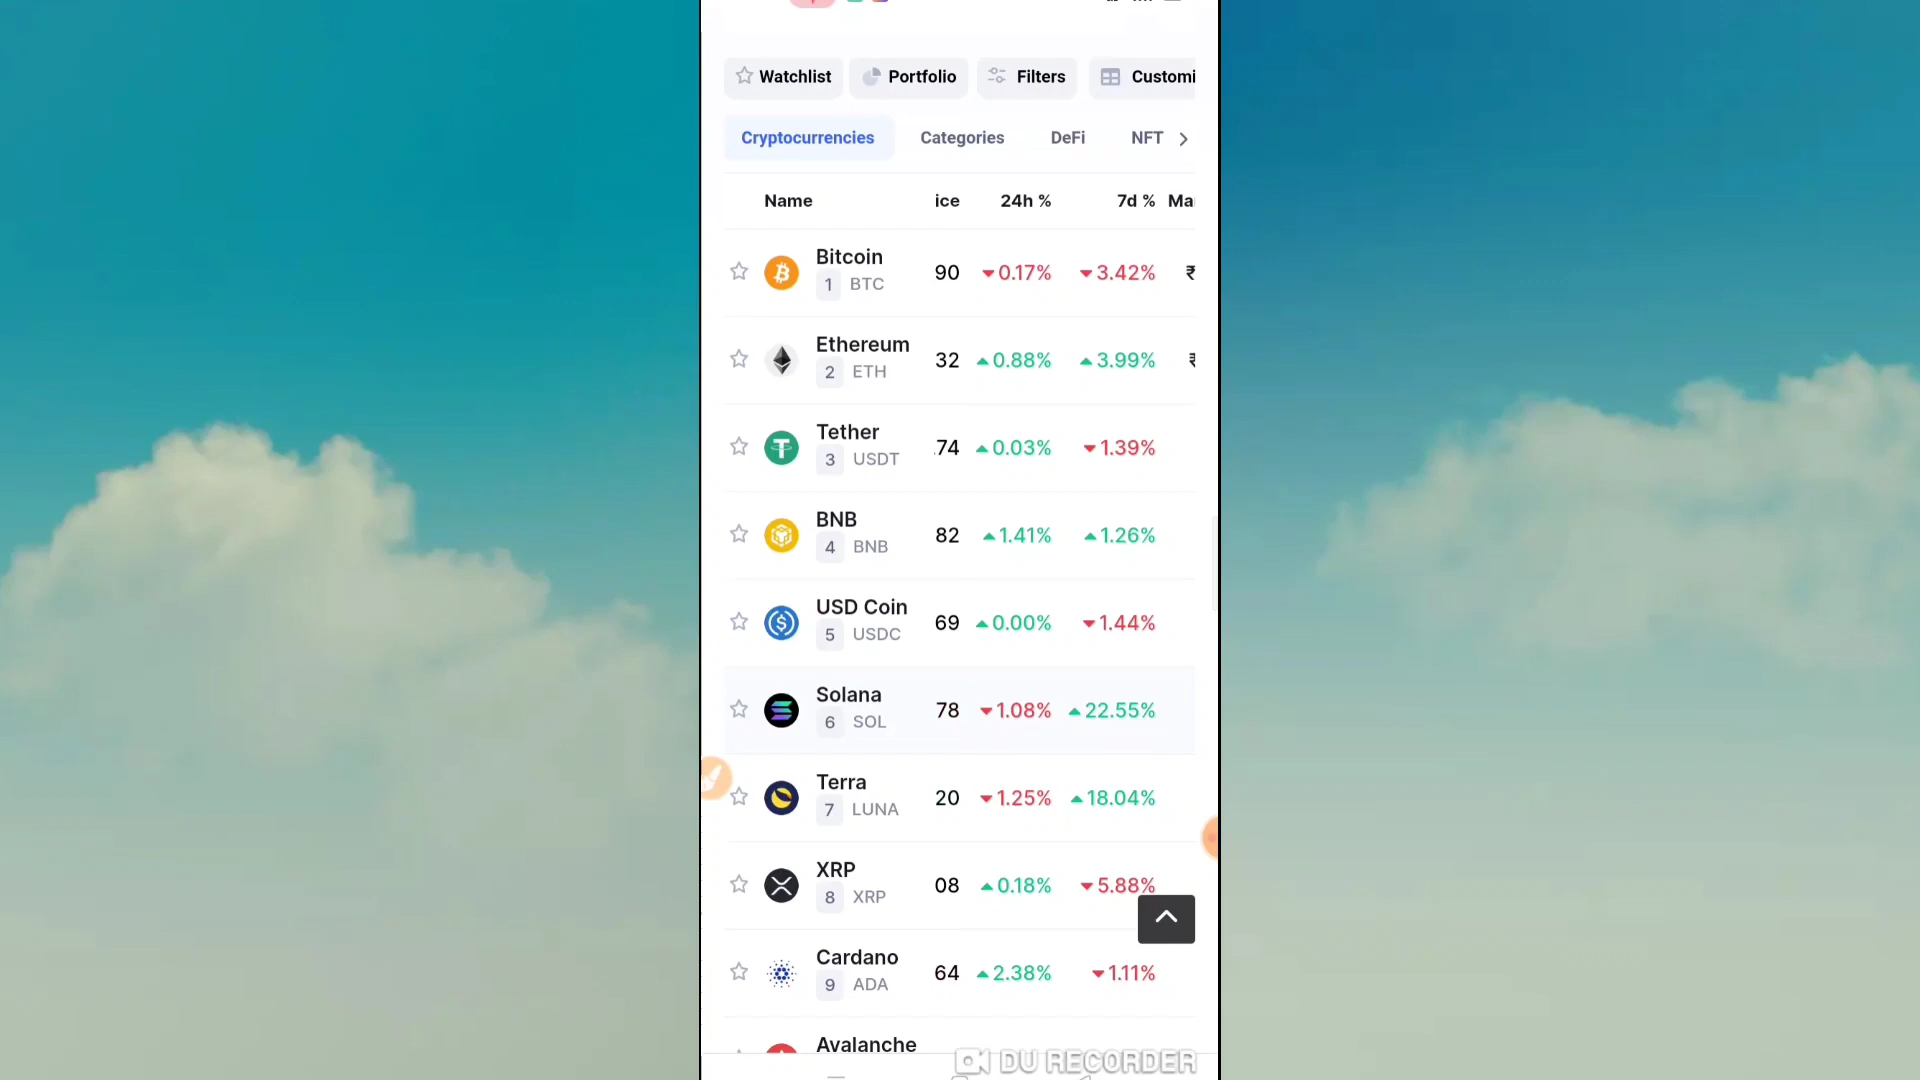 Watchlist Portfolio Filters Customi
Cryptocurrencies Categories DeFi NFT
Name ice 24h % 7d % Ma
Bitcoin
1 BTC 90 0.17% 3.42% ₹
Ethereum
2 ETH 32 0.88% 3.99% ₹
Tether
3 USDT .74 0.03% 1.39%
BNB
4 BNB 82 1.41% 1.26%
USD Coin
5 USDC 69 0.00% 1.44%
Solana
6 SOL 78 1.08% 22.55%
Terra
7 LUNA 20 1.25% 18.04%
XRP
8 XRP 08 0.18% 5.88%
Cardano
9 ADA 64 2.38% 1.11%
Avalanche
DU RECORDER